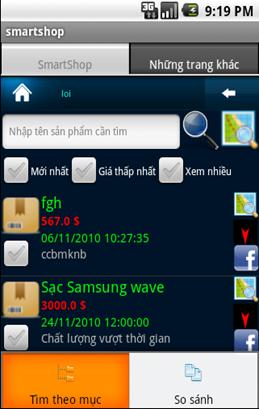 3G 9:19 PM
smartshop
SmartShop Những trang khác
loi
Nhập tên sản phẩm cần tìm
Mới nhất Giá thấp nhất Xem nhiều
fgh
567.0 $
06/11/2010 10:27:35
ccbmknb
Sạc Samsung wave
3000.0 $
24/11/2010 12:00:00
Chất lượng vượt thời gian
Tìm theo mục So sánh